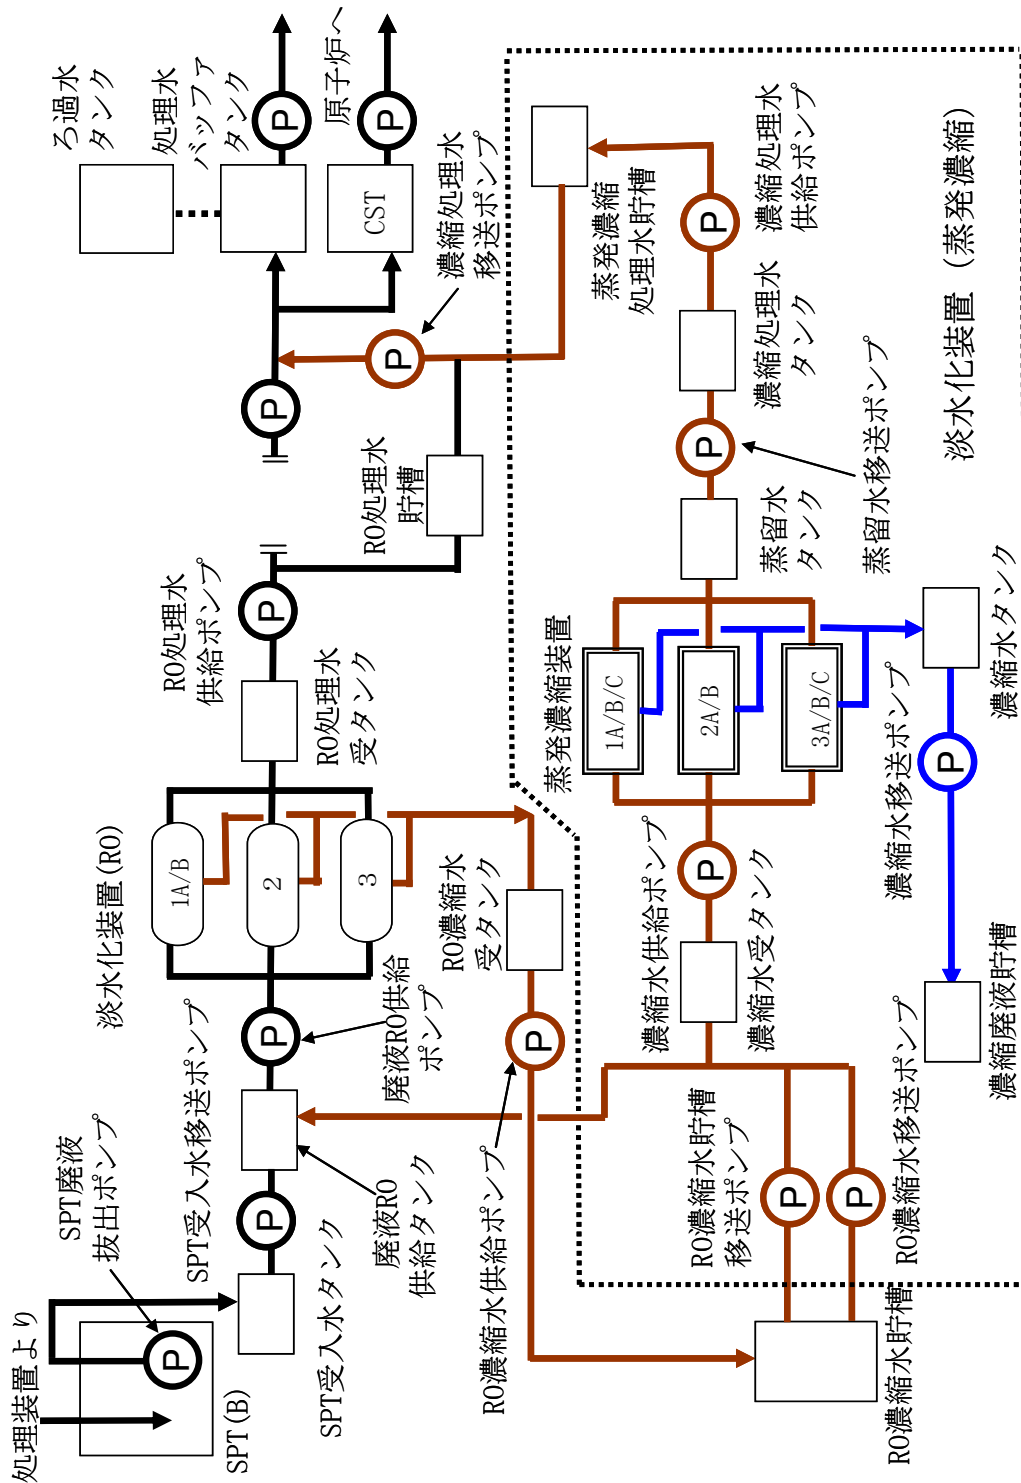 処理装置より
SPT(B)
SPT廃液
抜出ポンプ
P
SPT受入水タンク
SPT受入水移送ポンプ
P
廃液RO
供給タンク
廃液RO供給
ポンプ
P
淡水化装置(RO)
1A/B
2
3
RO処理水
受タンク
RO処理水
供給ポンプ
P
RO処理水
貯槽
P
ろ過水
タンク
処理水
バッファ
タンク
P
CST
P
原子炉へ
濃縮処理水
移送ポンプ
P
RO濃縮水
受タンク
RO濃縮水供給ポンプ
P
RO濃縮水貯槽
RO濃縮水貯槽
移送ポンプ
P
RO濃縮水移送ポンプ
P
濃縮水受タンク
濃縮水供給ポンプ
P
蒸発濃縮装置
1A/B/C
2A/B
3A/B/C
蒸留水
タンク
蒸留水移送ポンプ
P
濃縮処理水
タンク
濃縮処理水
供給ポンプ
P
蒸発濃縮
処理水貯槽
濃縮水タンク
濃縮水移送ポンプ
P
濃縮廃液貯槽
淡水化装置(蒸発濃縮)